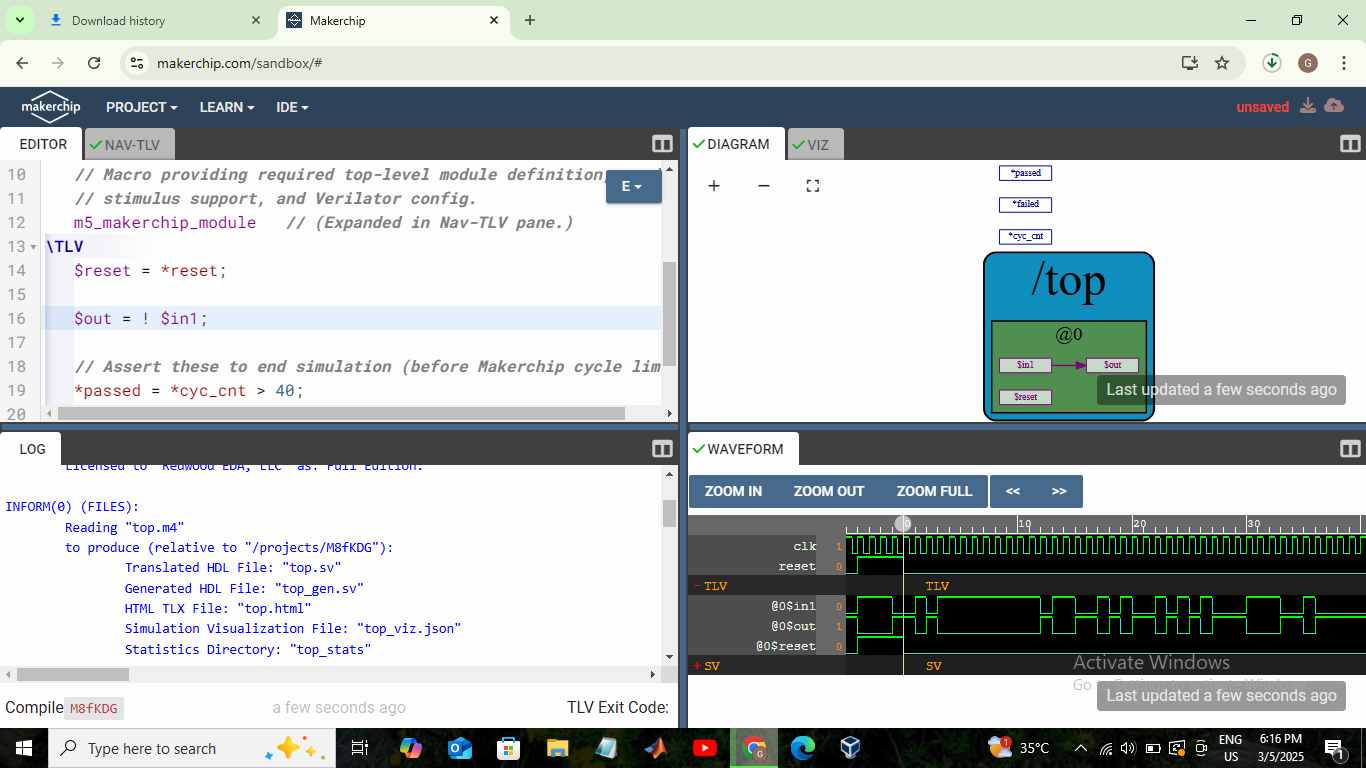 Download history
Makerchip
makerchip.com/sandbox/#
G
makerchip
PROJECT
LEARN
IDE
unsaved
EDITOR
NAV-TLV
10 // Macro providing required top-level module definition,
11 // stimulus support, and Verilator config.
12 m5_makerchip_module // (Expanded in Nav-TLV pane.)
13 \TLV
14 $reset = *reset;
15
16 $out = ! $in1;
17
18 // Assert these to end simulation (before Makerchip cycle lim
19 *passed = *cyc_cnt > 40;
20
E
DIAGRAM
VIZ
*passed
*failed
*cyc_cnt
/top
@0
$in1
$out
$reset
Last updated a few seconds ago
LOG
Licensed to "Redwood EDA, LLC" as: Full Edition.
INFORM(0) (FILES):
Reading "top.m4"
to produce (relative to "/projects/M8fKDG"):
Translated HDL File: "top.sv"
Generated HDL File: "top_gen.sv"
HTML TLX File: "top.html"
Simulation Visualization File: "top_viz.json"
Statistics Directory: "top_stats"
Compile M8fKDG
a few seconds ago
TLV Exit Code:
WAVEFORM
ZOOM IN
ZOOM OUT
ZOOM FULL
<<
>>
0 10 20 30
clk 1
reset 0
TLV TLV
@0$in1 0
@0$out 1
@0$reset 0
SV SV
Activate Windows
Last updated a few seconds ago
Type here to search
35°C
ENG
US
6:16 PM
3/5/2025
1